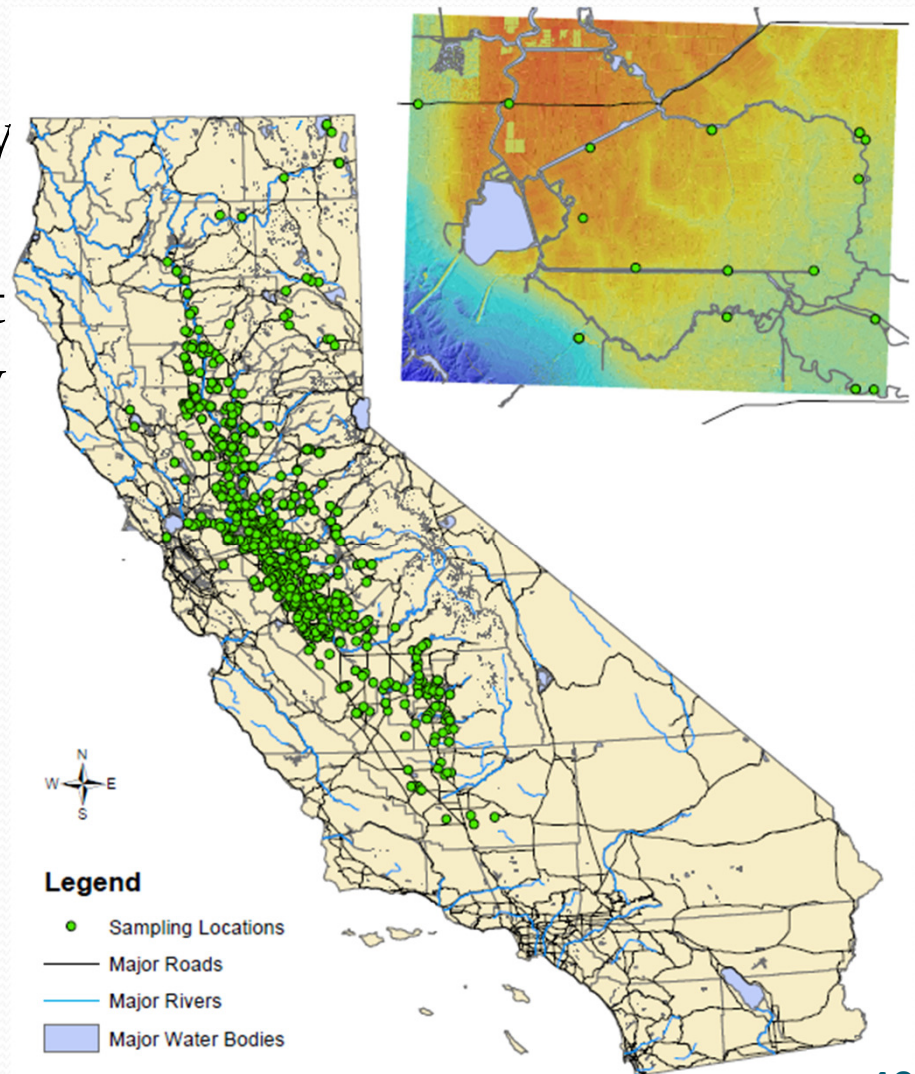 N
W E
S
Legend
Sampling Locations
Major Roads
Major Rivers
Major Water Bodies